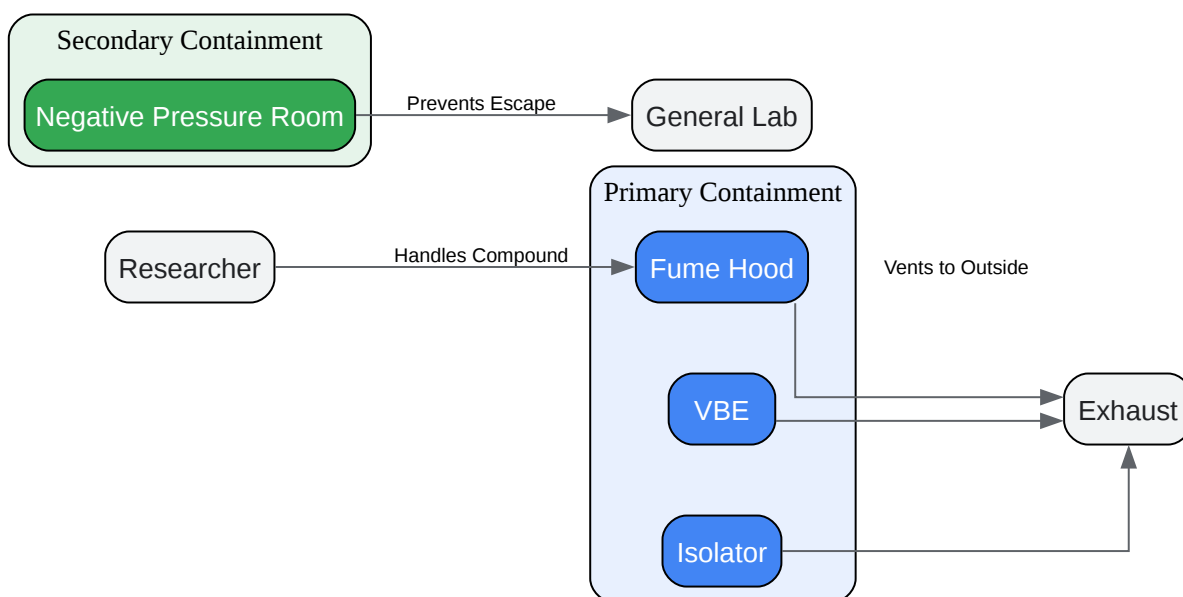 Secondary Containment
Negative Pressure Room
Prevents Escape
General Lab
Primary Containment
Researcher
Handles Compound
Fume Hood
Vents to Outside
VBE
Exhaust
Isolator